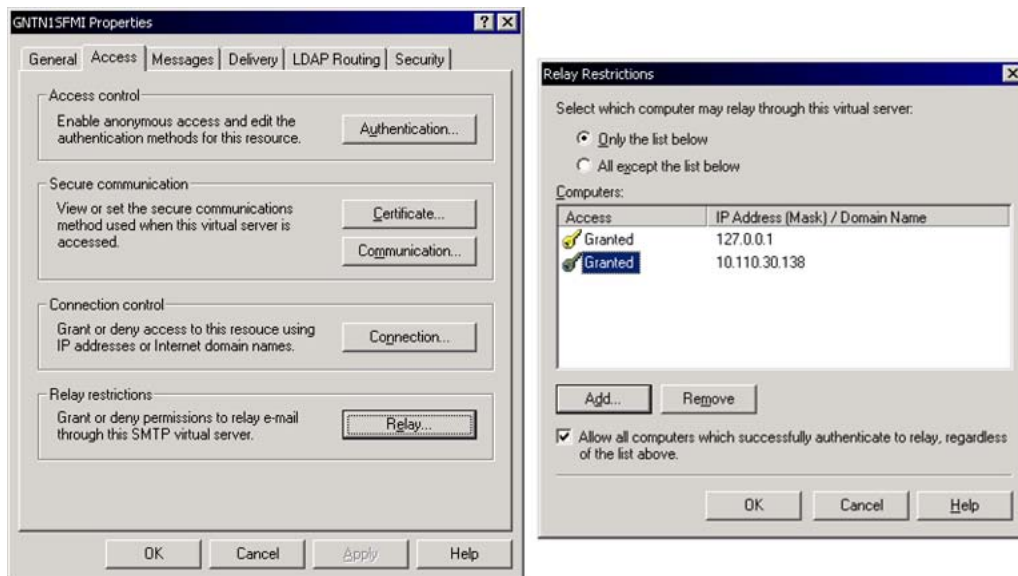 GNTN1SFMI Properties
General Access Messages Delivery LDAP Routing Security
Access control
Enable anonymous access and edit the
authentication methods for this resource.
Authentication...
Secure communication
View or set the secure communications
method used when this virtual server is
accessed.
Certificate...
Communication...
Connection control
Grant or deny access to this resouce using
IP addresses or Internet domain names.
Connection...
Relay restrictions
Grant or deny permissions to relay e-mail
through this SMTP virtual server.
Relay...
OK Cancel Apply Help
Relay Restrictions
Select which computer may relay through this virtual server:
Only the list below
All except the list below
Computers:
Access IP Address (Mask) / Domain Name
Granted 127.0.0.1
Granted 10.110.30.138
Add... Remove
Allow all computers which successfully authenticate to relay, regardless
of the list above.
OK Cancel Help